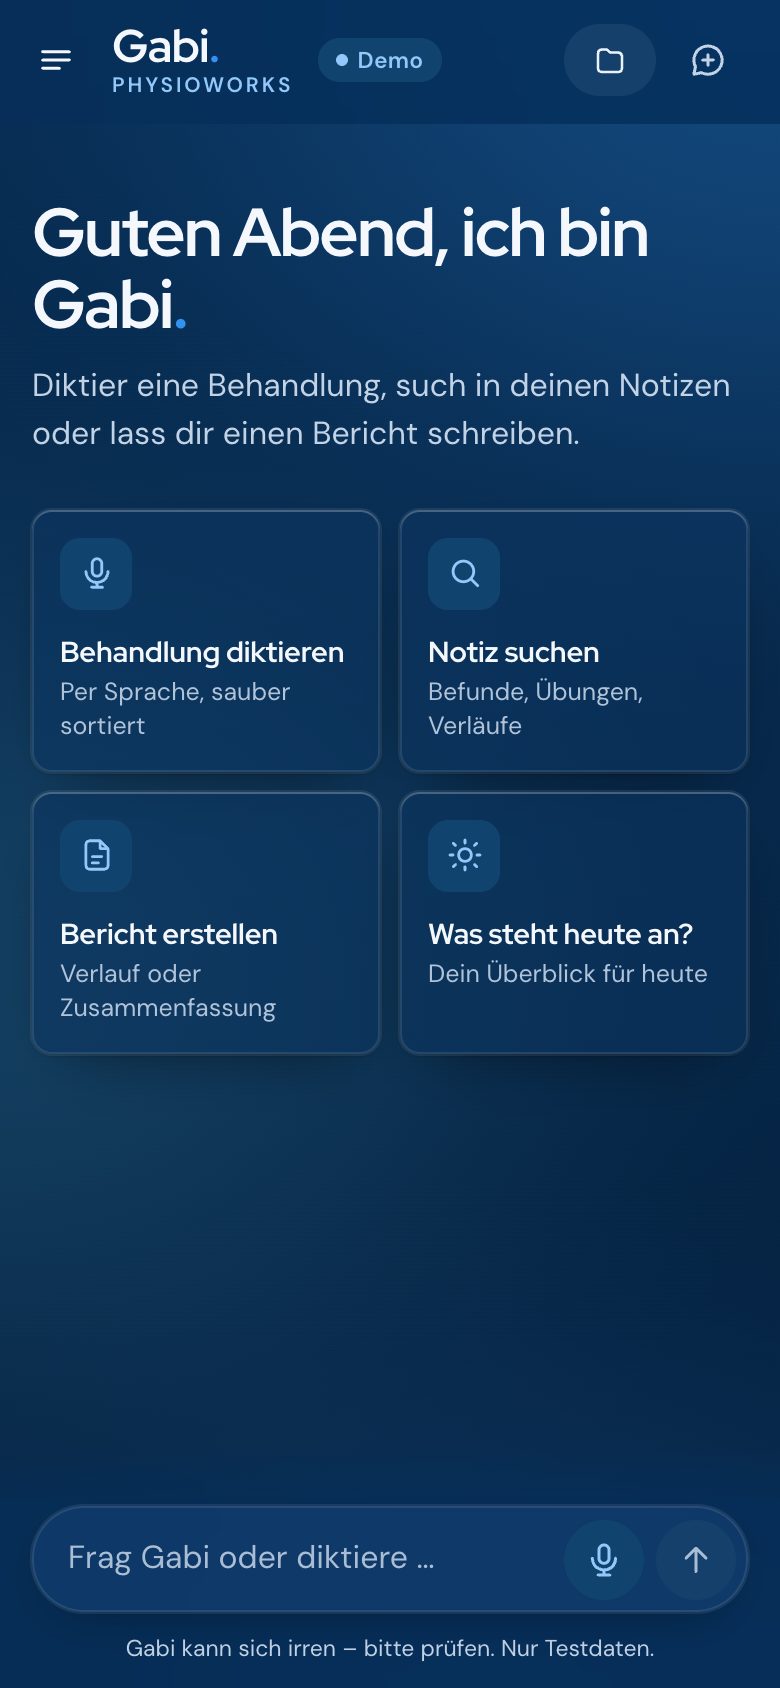 Gabi.
PHYSIOWORKS
Demo
Guten Abend, ich bin
Gabi.
Diktier eine Behandlung, such in deinen Notizen
oder lass dir einen Bericht schreiben.
Behandlung diktieren
Per Sprache, sauber
sortiert
Notiz suchen
Befunde, Übungen,
Verläufe
Bericht erstellen
Verlauf oder
Zusammenfassung
Was steht heute an?
Dein Überblick für heute
Frag Gabi oder diktiere …
Gabi kann sich irren – bitte prüfen. Nur Testdaten.